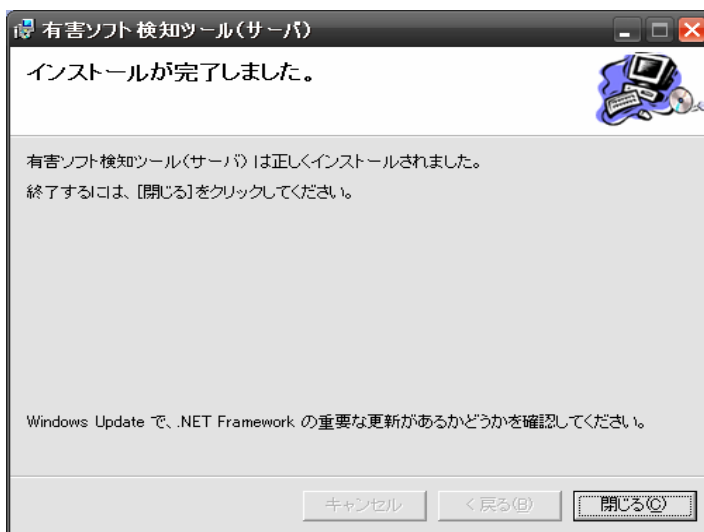 有害ソフト検知ツール(サーバ)
インストールが完了しました。
有害ソフト検知ツール(サーバ) は正しくインストールされました。
終了するには、[閉じる]をクリックしてください。
Windows Update で、.NET Framework の重要な更新があるかどうかを確認してください。
キャンセル < 戻る(B) 閉じる(C)